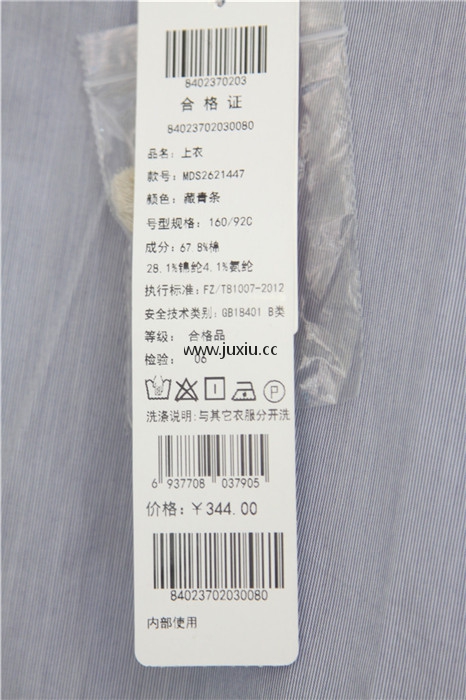 8402370203
合格证
84023702030080
品名: 上衣
款号: MDS2621447
颜色: 藏青条
号型规格: 160/92C
成分: 67.8%棉
28.1%锦纶4.1%氨纶
执行标准: FZ/T81007-2012
安全技术类别: GB18401 B类
等级: 合格品
www.juxiu.cc
检验: 06
P
洗涤说明:与其它衣服分开洗
6 937708 037905
价格: ¥344.00
84023702030080
内部使用